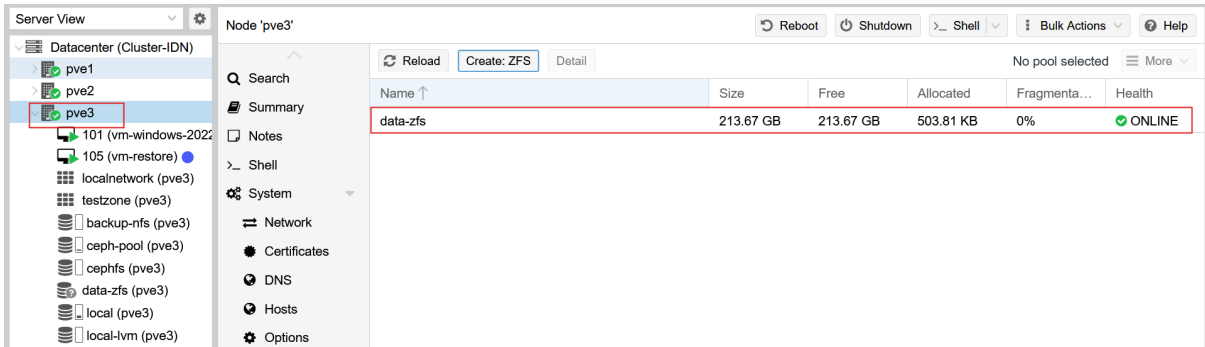 Server View
Datacenter (Cluster-IDN)
pve1
pve2
pve3
101 (vm-windows-2022
105 (vm-restore)
localnetwork (pve3)
testzone (pve3)
backup-nfs (pve3)
ceph-pool (pve3)
cephfs (pve3)
data-zfs (pve3)
local (pve3)
local-lvm (pve3)
Node 'pve3'
Reboot
Shutdown
Shell
Bulk Actions
Help
Search
Summary
Notes
Shell
System
Network
Certificates
DNS
Hosts
Options
Reload
Create: ZFS
Detail
No pool selected
More
Name Size Free Allocated Fragmenta... Health
data-zfs 213.67 GB 213.67 GB 503.81 KB 0% ONLINE